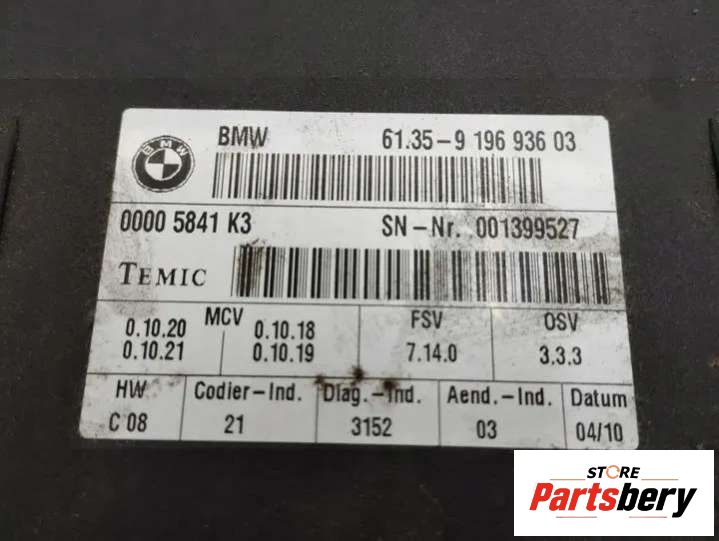 BMW
BMW 61.35-9 196 936 03
0000 5841 K3 SN-Nr. 001399527
TEMIC
MCV FSV OSV
0.10.20 0.10.18
0.10.21 0.10.19 7.14.0 3.3.3
HW Codier-Ind. Diag.-Ind. Aend.-Ind. Datum
C 08 21 3152 03 04/10
STORE
Partsbery